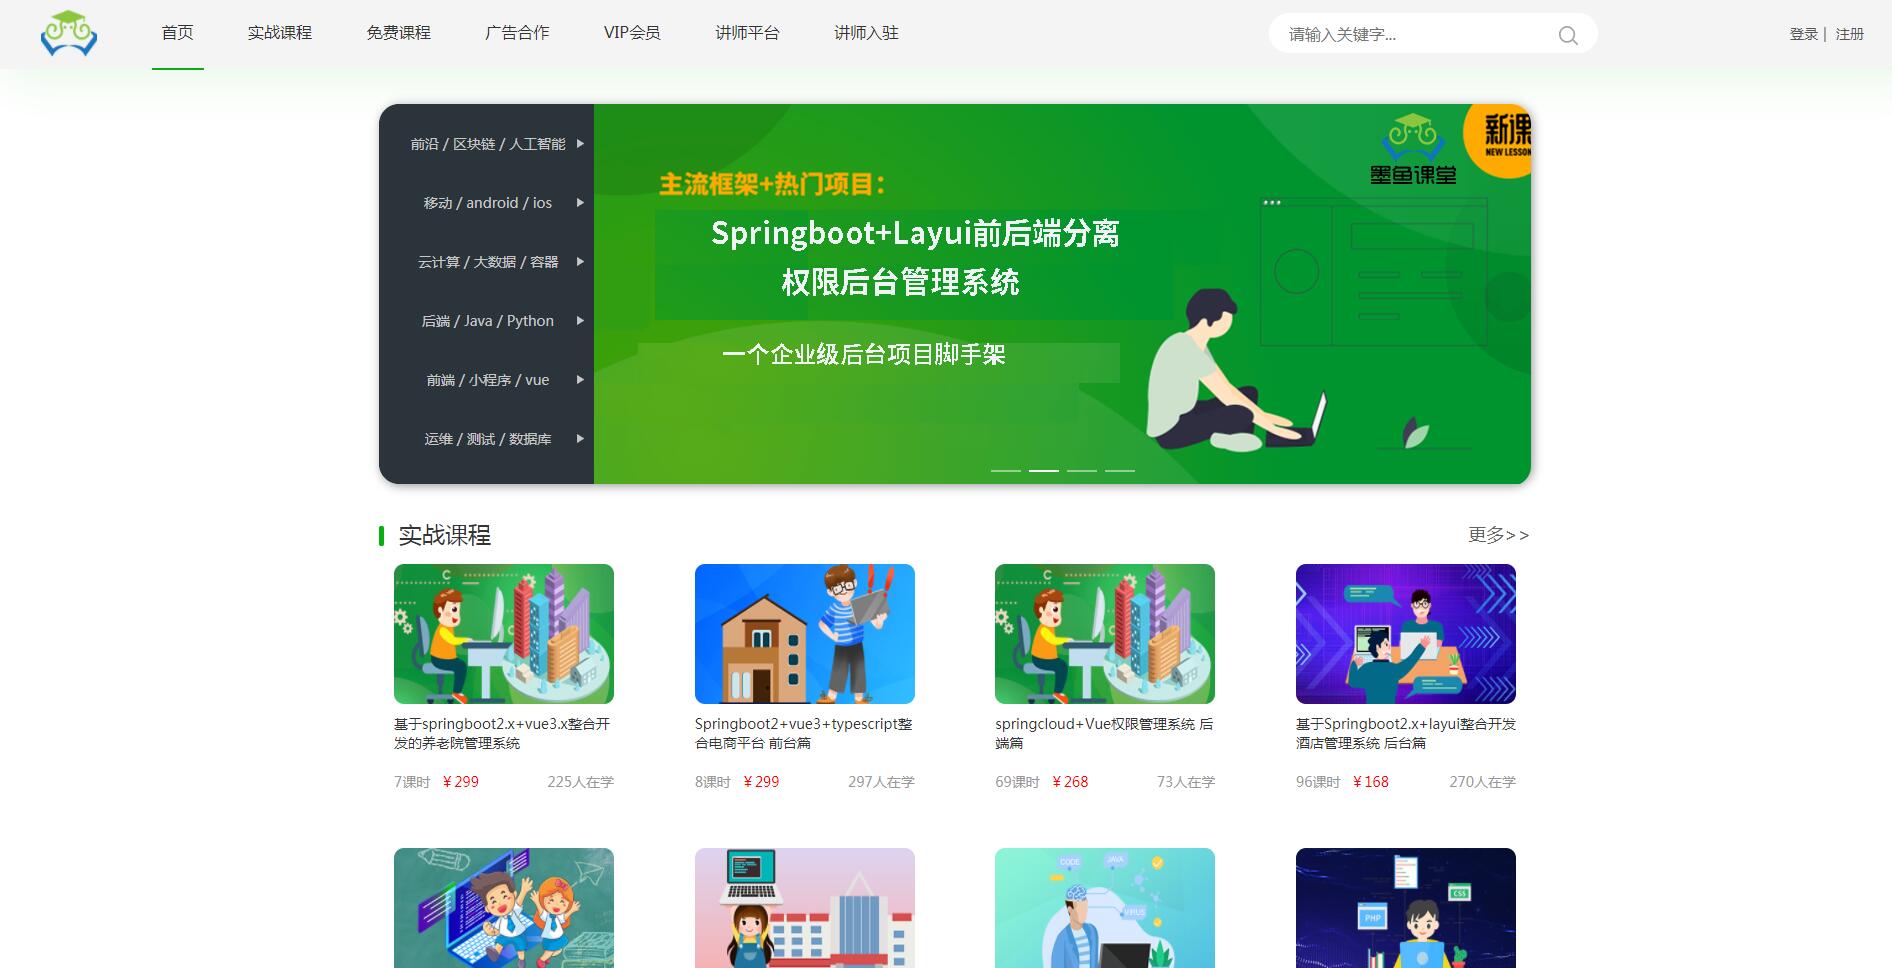 首页 实战课程 免费课程 广告合作 VIP会员 讲师平台 讲师入驻 请输入关键字... 登录 | 注册
前沿 / 区块链 / 人工智能
移动 / android / ios
云计算 / 大数据 / 容器
后端 / Java / Python
前端 / 小程序 / vue
运维 / 测试 / 数据库
主流框架+热门项目：
Springboot+Layui前后端分离
权限后台管理系统
一个企业级后台项目脚手架
墨鱼课堂
新课
NEW LESSON
实战课程
更多>>
基于springboot2.x+vue3.x整合开
发的养老院管理系统
7课时 ￥299 225人在学
Springboot2+vue3+typescript整
合电商平台 前台篇
8课时 ￥299 297人在学
springcloud+Vue权限管理系统 后
端篇
69课时 ￥268 73人在学
基于Springboot2.x+layui整合开发
酒店管理系统 后台篇
96课时 ￥168 270人在学
CODE
JAVA
VIRUS
CSS
PHP